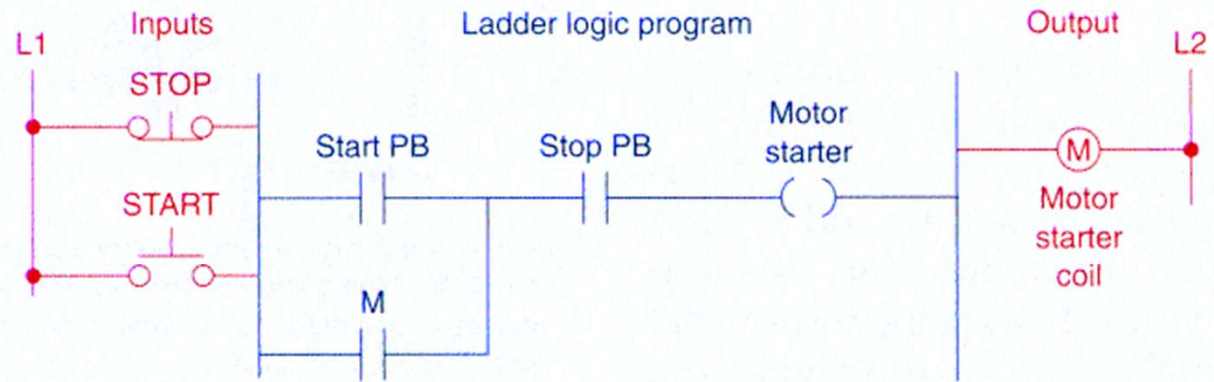 Inputs
Ladder logic program
Output
L1
L2
STOP
START
Start PB
Stop PB
Motor
starter
M
M
Motor
starter
coil